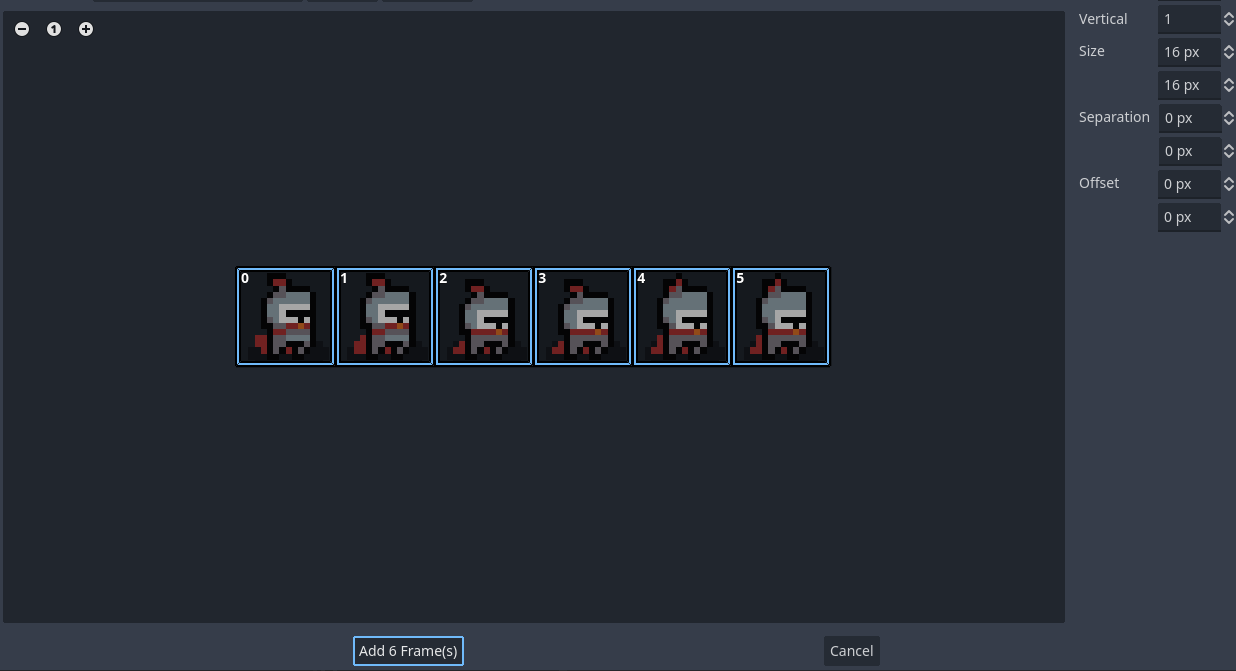 1
Vertical 1
Size 16 px
16 px
Separation 0 px
0 px
Offset 0 px
0 px
0 1 2 3 4 5
Add 6 Frame(s) Cancel